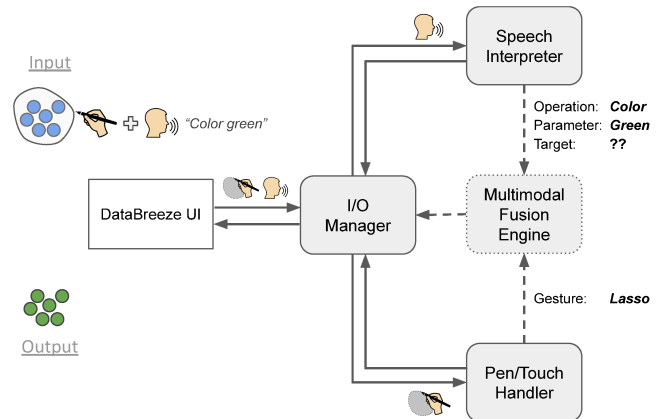 Input
"Color green"
DataBreeze UI
I/O
Manager
Speech
Interpreter
Operation: Color
Parameter: Green
Target: ??
Multimodal
Fusion
Engine
Gesture: Lasso
Pen/Touch
Handler
Output